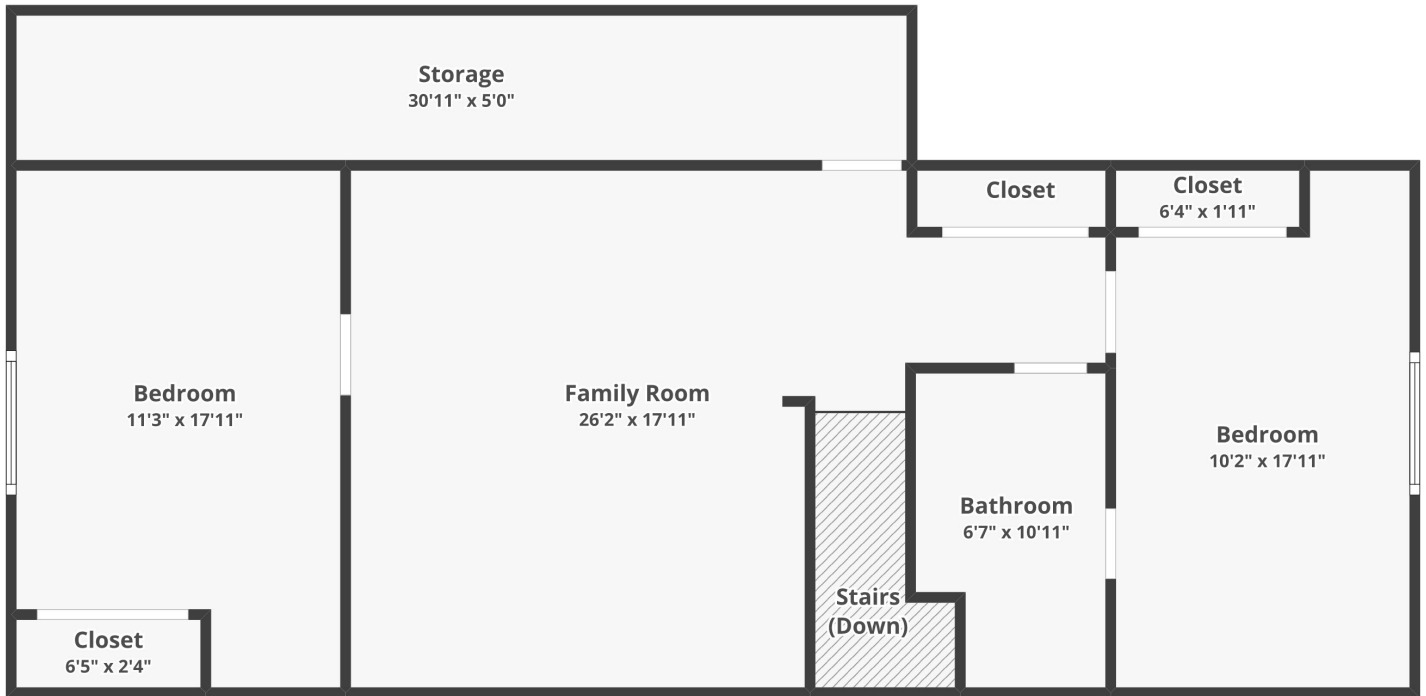 Storage
30'11" x 5'0"
Closet
Closet
6'4" x 1'11"
Bedroom
11'3" x 17'11"
Family Room
26'2" x 17'11"
Bedroom
10'2" x 17'11"
Bathroom
6'7" x 10'11"
Stairs
(Down)
Closet
6'5" x 2'4"